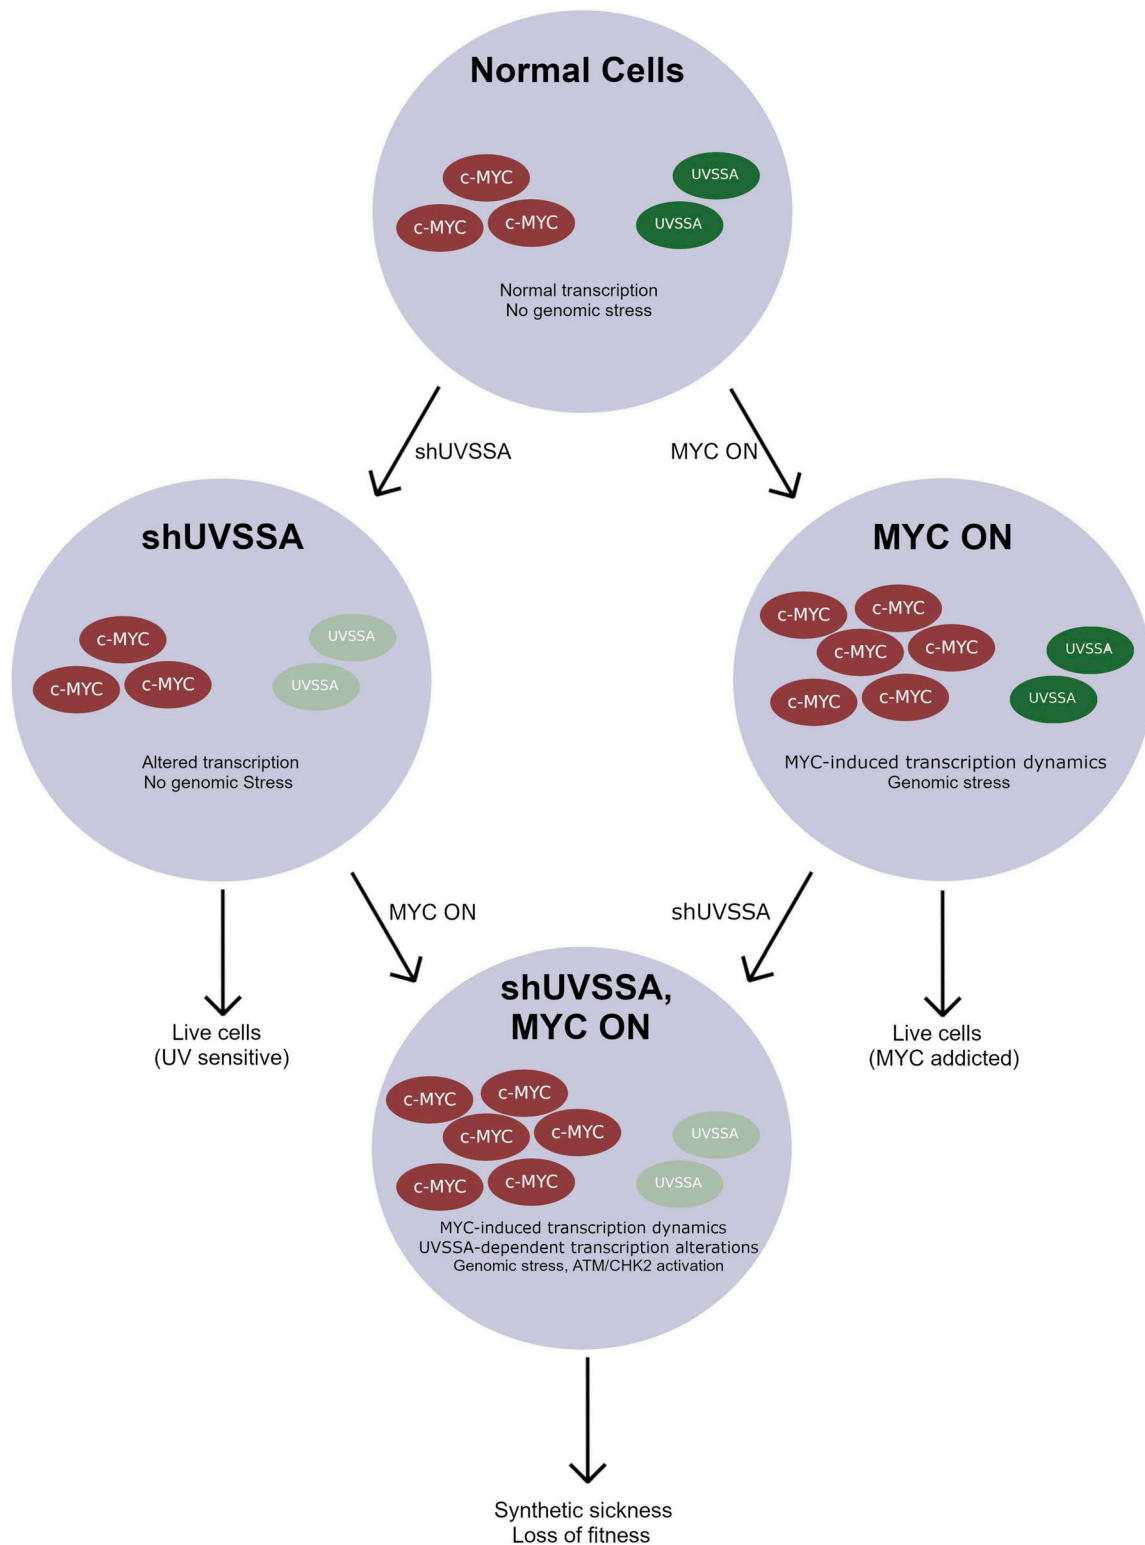 Normal Cells
c-MYC
c-MYC
c-MYC
UVSSA
UVSSA
Normal transcription
No genomic stress
shUVSSA
MYC ON
shUVSSA
c-MYC
c-MYC
c-MYC
UVSSA
UVSSA
Altered transcription
No genomic Stress
MYC ON
c-MYC
c-MYC
c-MYC
c-MYC
c-MYC
c-MYC
UVSSA
UVSSA
MYC-induced transcription dynamics
Genomic stress
MYC ON
shUVSSA
Live cells
(UV sensitive)
Live cells
(MYC addicted)
shUVSSA,
MYC ON
c-MYC
c-MYC
c-MYC
c-MYC
c-MYC
c-MYC
UVSSA
UVSSA
MYC-induced transcription dynamics
UVSSA-dependent transcription alterations
Genomic stress, ATM/CHK2 activation
Synthetic sickness
Loss of fitness